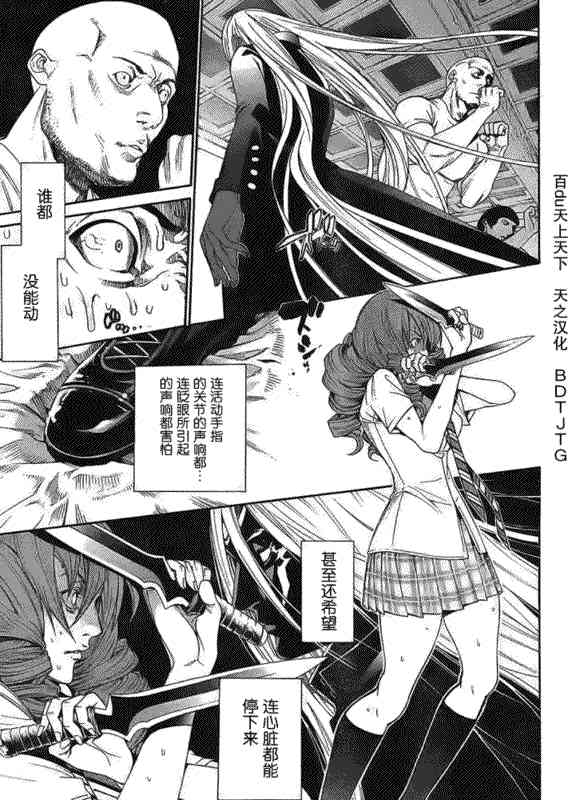 谁都
没能动
连活动手指
的关节的声响都…
连眨眼所引起
的声响都害怕
甚至还希望
连心脏都能
停下来
百du天上天下 天之汉化 BDTJTG